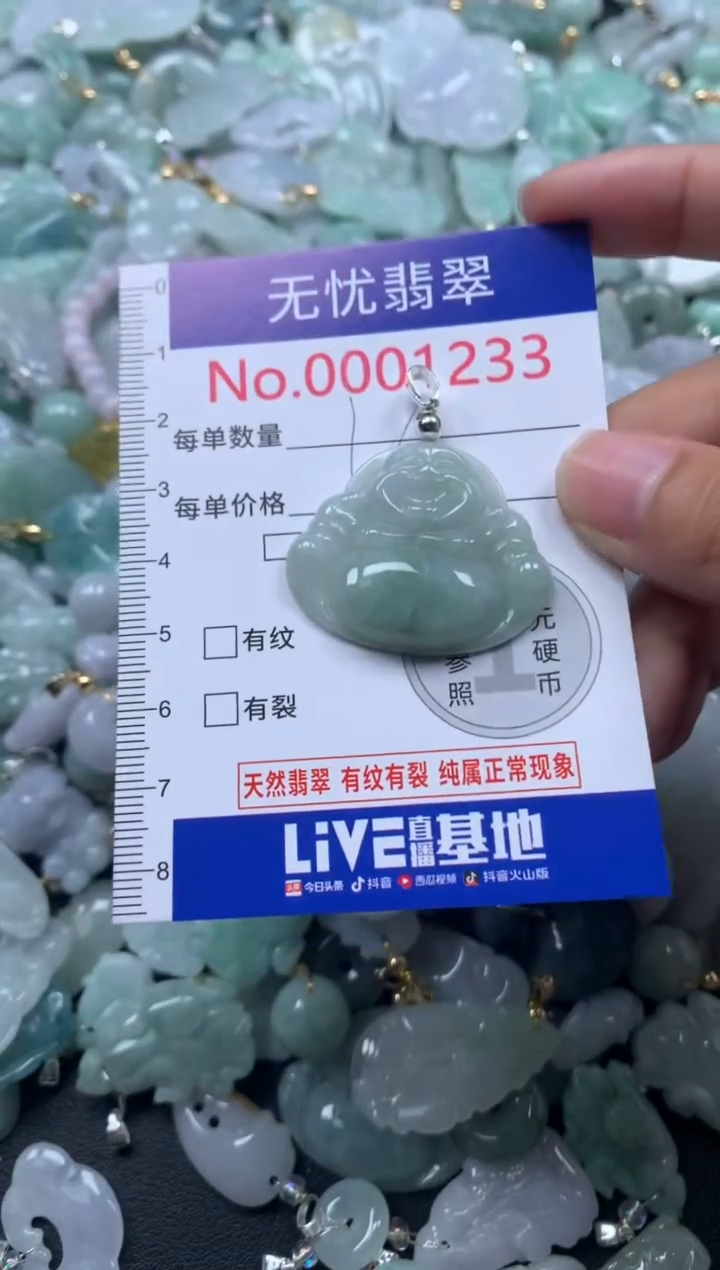 无忧翡翠
No.0001233
每单数量
每单价格
有纹
有裂
元
参 硬
照 1 币
天然翡翠 有纹有裂 纯属正常现象
LiVE直播基地
头条 今日头条 抖音 西瓜视频 抖音火山版
0
1
2
3
4
5
6
7
8